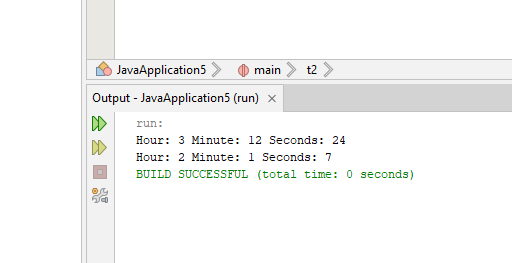 JavaApplication5 main t2
Output - JavaApplication5 (run) ×
run:
Hour: 3 Minute: 12 Seconds: 24
Hour: 2 Minute: 1 Seconds: 7
BUILD SUCCESSFUL (total time: 0 seconds)